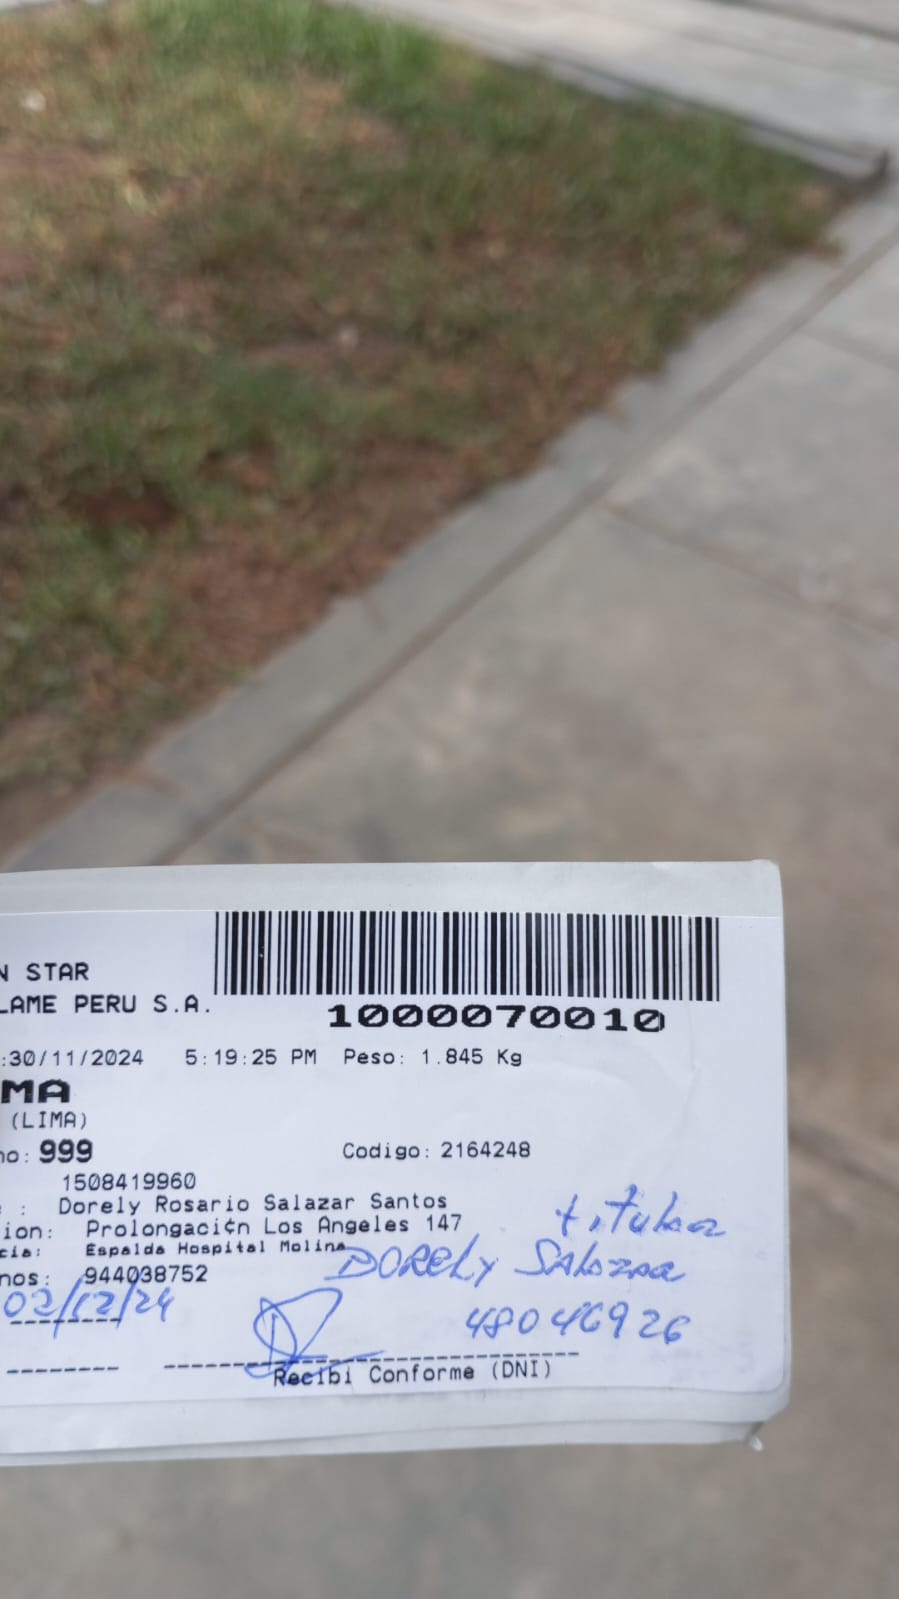 N STAR
LAME PERU S.A.
1000070010
:30/11/2024 5:19:25 PM Peso: 1.845 Kg
MA
(LIMA)
no: 999 Codigo: 2164248
1508419960
: Dorely Rosario Salazar Santos
ion: Prolongaci¢n Los Angeles 147
titular
cia: Espalda Hospital Molina
DORELY Salazar
nos: 944038752
02/12/24
48046926
Recibi Conforme (DNI)